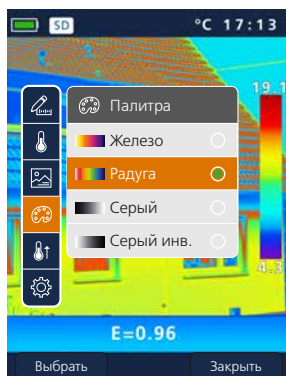 SD °C 17:13
19.1
Палитра
Железо
Радуга
Серый
Серый инв.
4.3
E=0.96
Выбрать Закрыть